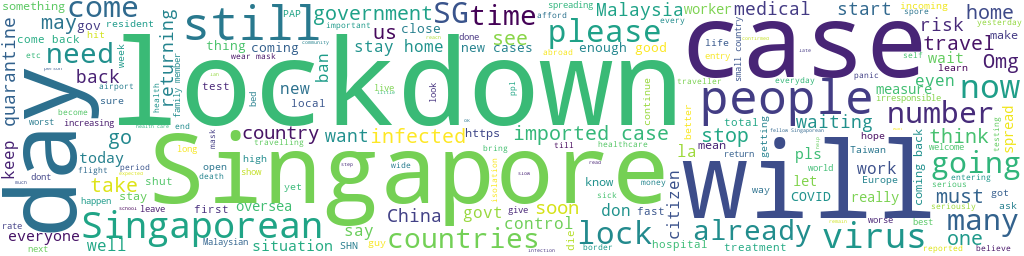 something
come
still
SG
time
government
Malaysia
come back
etc
may
gov
resident
PAP
important
hit
spreading
afford
every
medical
worker
start
risk
home
incoming
spore
yesterday
make
quarantine
need
returning
thing
coming
close
us
stay home
done
new cases
wear mask
please
see
enough
good
abroad
life
entry
small country
travel
Omg
wait
learn
week
back
ban
lockdown
case
day
airport
sure
test
family member
health
bed
new
local
look
ppl
live
continue
traveller
self
everyday
panic
measure
even
irresponsible
now
people
number
keep
worst
become
increasing
mask
go
country
want
infected
https
imported case
stop
waiting
total
getting
better
mean
hope
think
spread
testing
fellow Singaporean
today
long
end
travelling
health care
bring
till
healthcare
la
pls
return
Taiwan
welcome
going
dont
period
flight
open
high
wide
step
read
Singapore
will
citizen
world
work
coming back
entering
serious
take
happen
shut
death
show
yet
oversea
know
sick
money
don
let
COVID
way
Europe
really
must
got
seriously
ask
many
stay
rate
school
leave
first
China
govt
soon
give
isolation
fast
lock
already
virus
one
Singaporean
countries
say
control
die
everyone
well
next
Malaysian
situation
SHN
guy
border
infection
hospital
treatment
worse
best
reported
believe